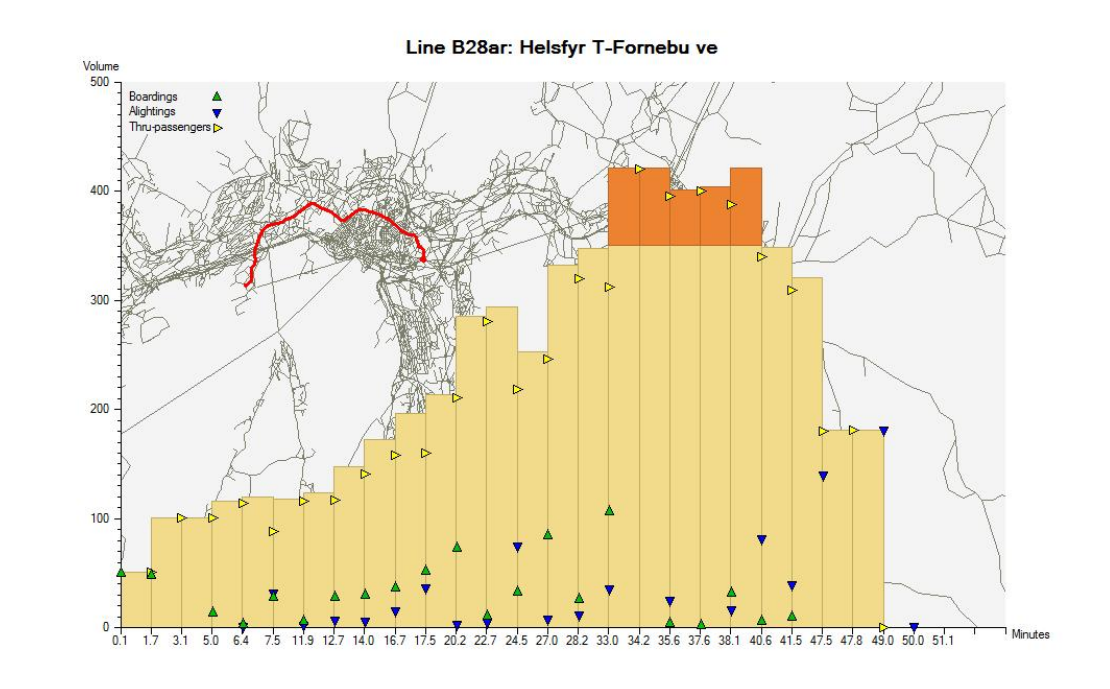 Line B28ar: Helsfyr T-Fornebu ve
Volume
500
Boardings
Alightings
Thru-passengers
400
300
200
100
0
0.1 1.7 3.1 5.0 6.4 7.5 11.9 12.7 14.0 16.7 17.5 20.2 22.7 24.5 27.0 28.2 33.0 34.2 35.6 37.6 38.1 40.6 41.5 47.5 47.8 49.0 50.0 51.1 Minutes